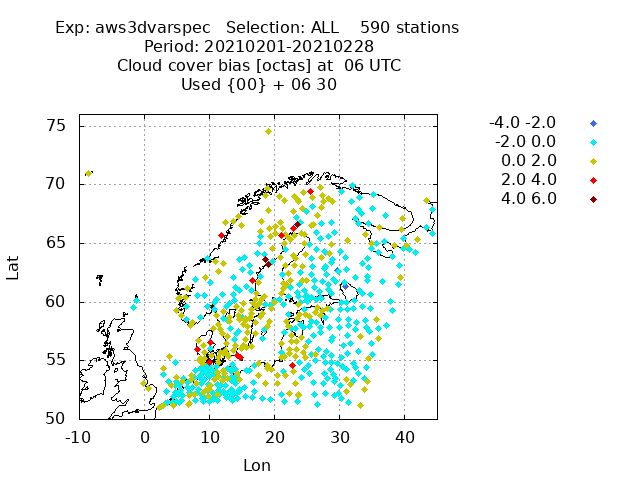 Exp: aws3dvarspec   Selection: ALL    590 stations
Period: 20210201-20210228
Cloud cover bias [octas] at  06 UTC
Used {00} + 06 30
-4.0 -2.0
-2.0 0.0
0.0 2.0
2.0 4.0
4.0 6.0
75
70
65
60
55
50
Lat
-10 0 10 20 30 40
Lon